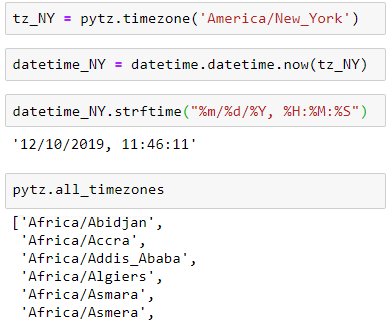 tz_NY = pytz.timezone('America/New_York')
datetime_NY = datetime.datetime.now(tz_NY)
datetime_NY.strftime("%m/%d/%Y, %H:%M:%S")
'12/10/2019, 11:46:11'
pytz.all_timezones
['Africa/Abidjan',
'Africa/Accra',
'Africa/Addis_Ababa',
'Africa/Algiers',
'Africa/Asmara',
'Africa/Asmera',